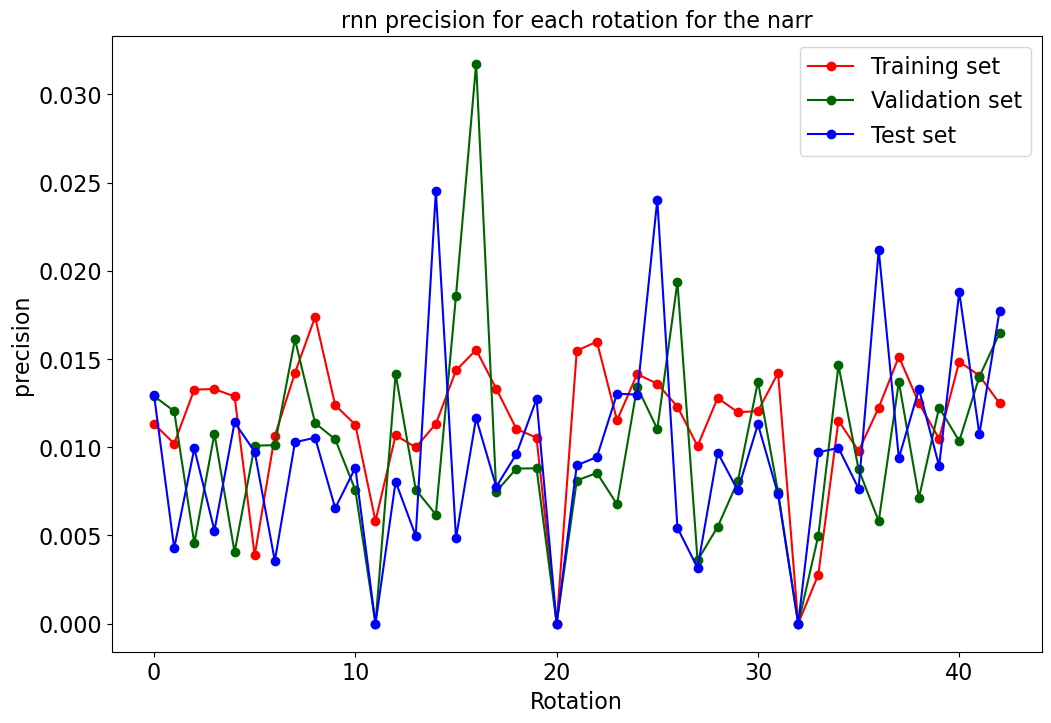 rnn precision for each rotation for the narr
Training set
Validation set
Test set
precision
0.030
0.025
0.020
0.015
0.010
0.005
0.000
0 10 20 30 40
Rotation